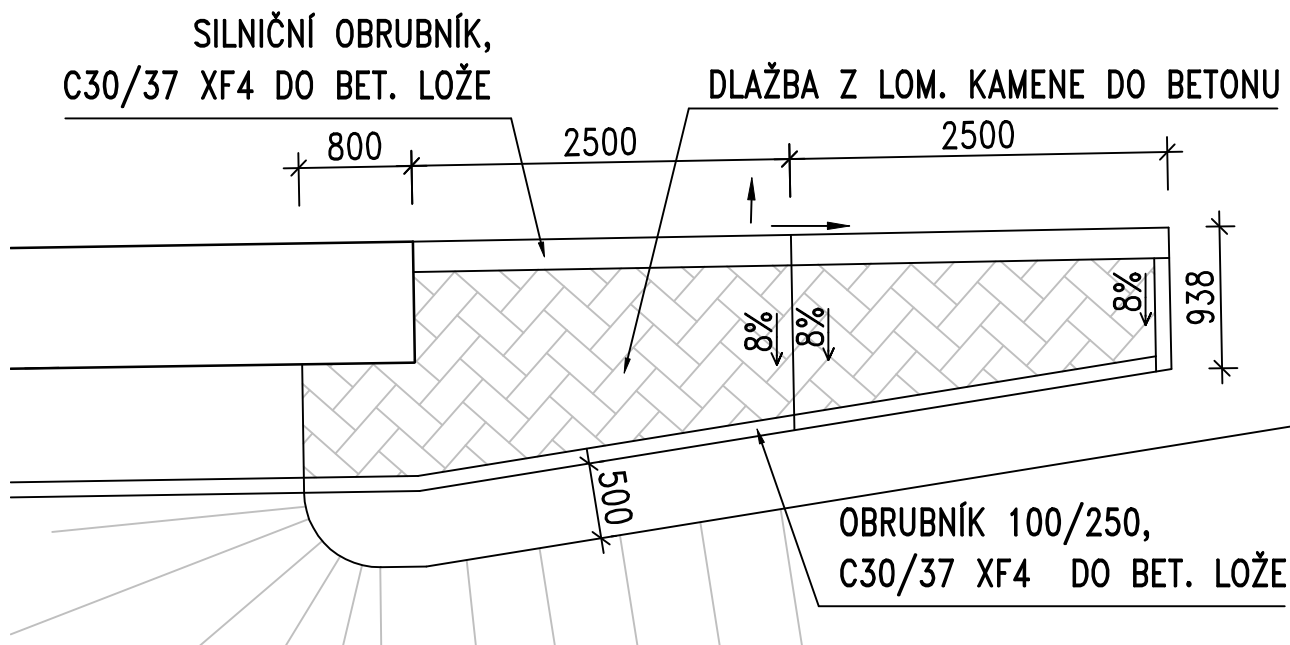 SILNIČNÍ OBRUBNÍK,
C30/37 XF4 DO BET. LOŽE
DLAŽBA Z LOM. KAMENE DO BETONU
800
2500
2500
8%
8%
8%
938
500
OBRUBNÍK 100/250,
C30/37 XF4 DO BET. LOŽE